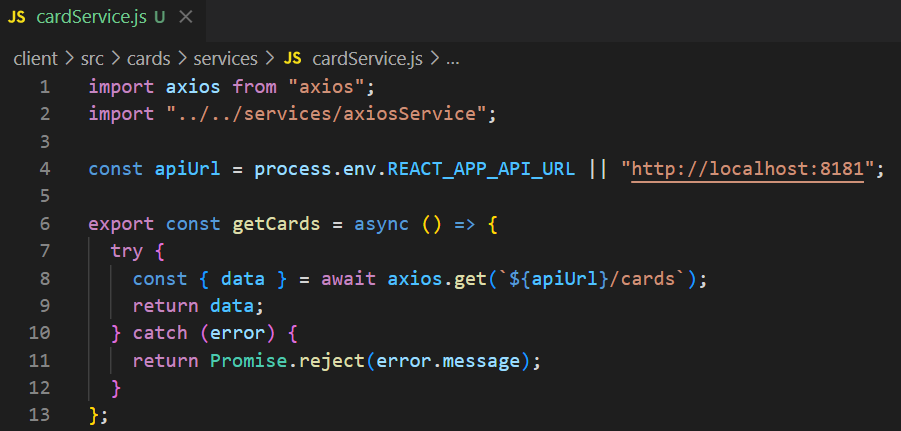 JS cardService.js U ×
client > src > cards > services > JS cardService.js > ...
1 import axios from "axios";
2 import "../../services/axiosService";
3
4 const apiUrl = process.env.REACT_APP_API_URL || "http://localhost:8181";
5
6 export const getCards = async () => {
7   try {
8     const { data } = await axios.get(`${apiUrl}/cards`);
9     return data;
10   } catch (error) {
11     return Promise.reject(error.message);
12   }
13 };